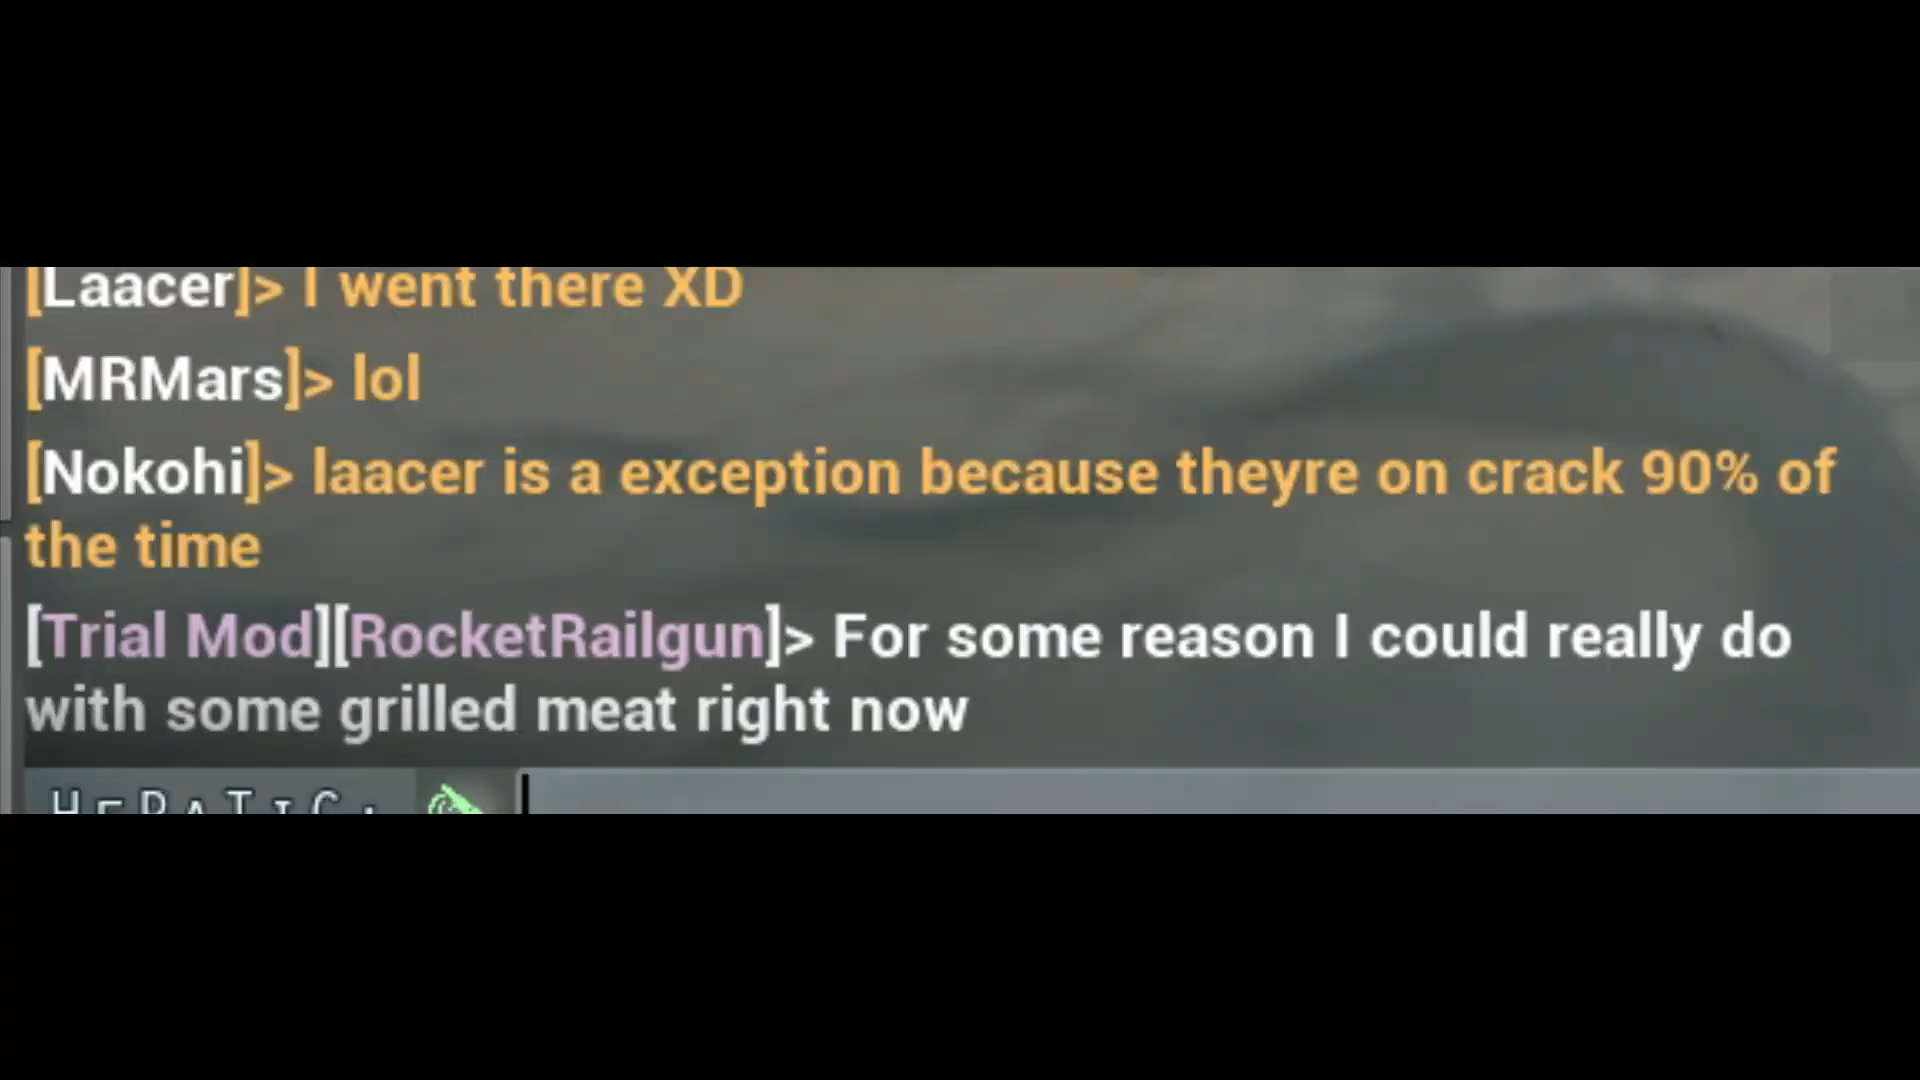 [Laacer]> I went there XD
[MRMars]> lol
[Nokohi]> laacer is a exception because theyre on crack 90% of
the time
[Trial Mod][RocketRailgun]> For some reason I could really do
with some grilled meat right now